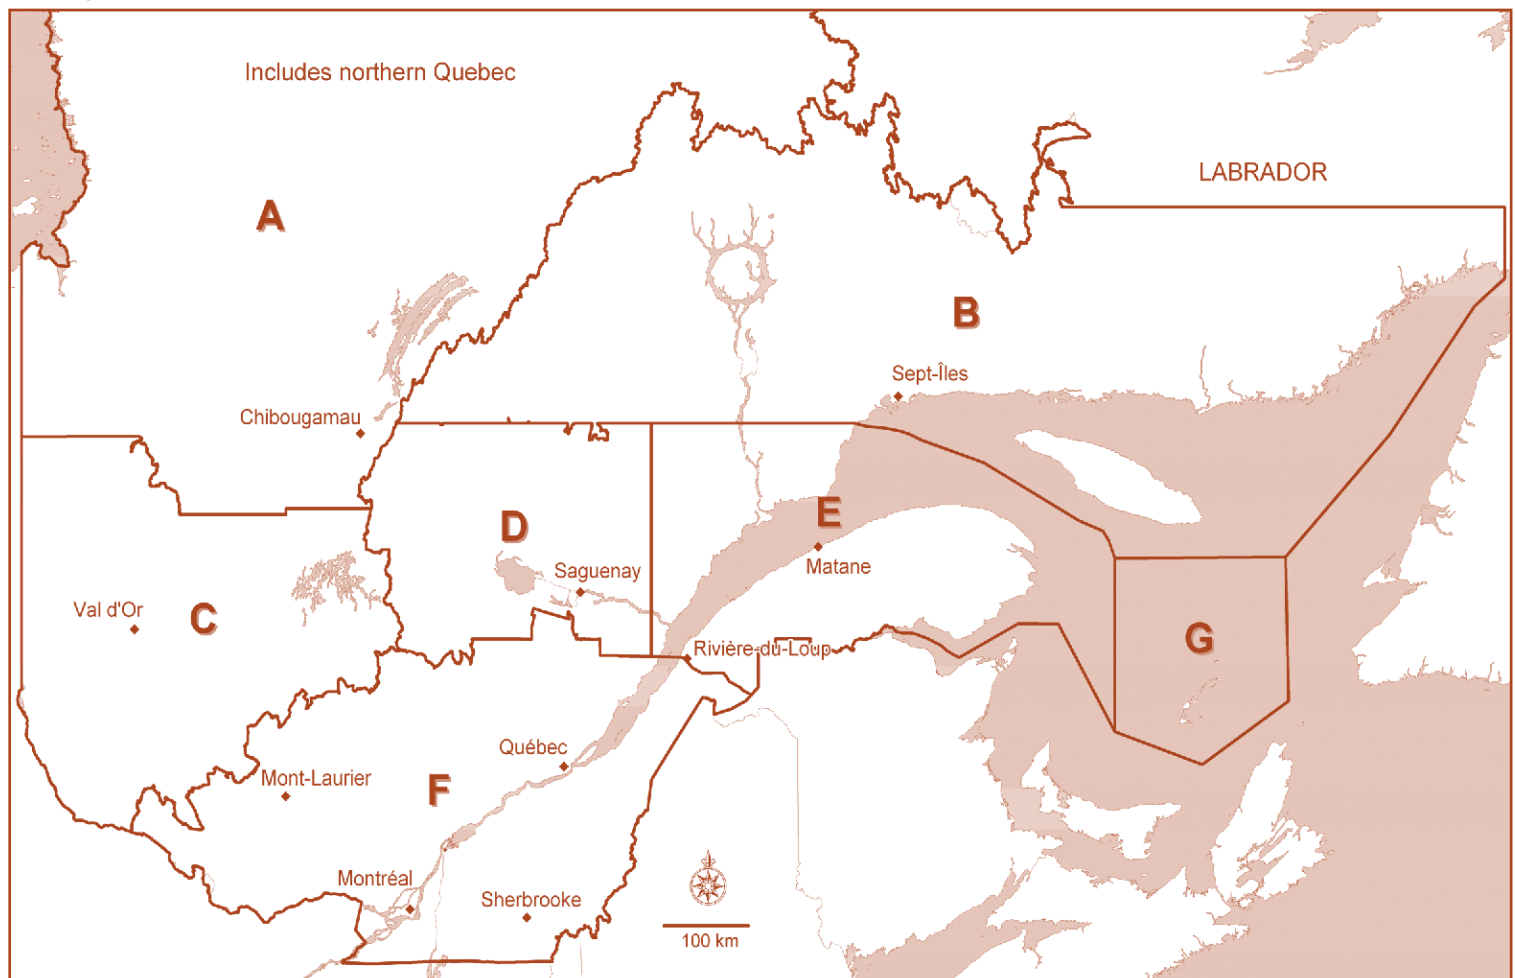 Includes northern Quebec
LABRADOR
A
B
Sept-Îles
Chibougamau
D
E
Matane
Saguenay
Val d'Or
C
G
Rivière-du-Loup
Québec
Mont-Laurier
F
Montréal
Sherbrooke
100 km